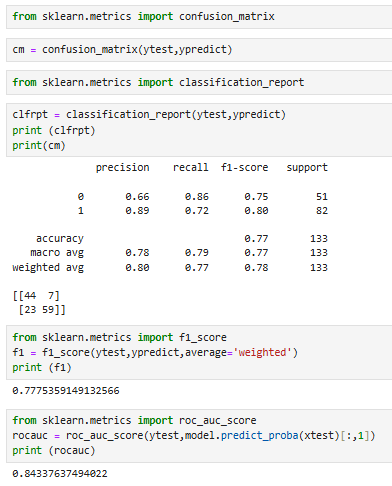 from sklearn.metrics import confusion_matrix
cm = confusion_matrix(ytest,ypredict)
from sklearn.metrics import classification_report
clfrpt = classification_report(ytest,ypredict)
print (clfrpt)
print(cm)
precision recall f1-score support
0 0.66 0.86 0.75 51
1 0.89 0.72 0.80 82
accuracy 0.77 133
macro avg 0.78 0.79 0.77 133
weighted avg 0.80 0.77 0.78 133
[[44 7]
[23 59]]
from sklearn.metrics import f1_score
f1 = f1_score(ytest,ypredict,average='weighted')
print (f1)
0.7775359149132566
from sklearn.metrics import roc_auc_score
rocauc = roc_auc_score(ytest,model.predict_proba(xtest)[:,1])
print (rocauc)
0.84337637494022